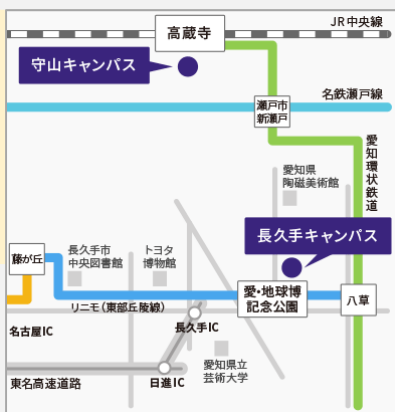 JR中央線
高蔵寺
守山キャンパス
名鉄瀬戸線
瀬戸市
新瀬戸
愛知環状鉄道
愛知県
陶磁美術館
長久手キャンパス
藤が丘
長久手市
中央図書館
トヨタ
博物館
愛・地球博
記念公園
八草
リニモ（東部丘陵線）
長久手IC
名古屋IC
愛知県立
芸術大学
東名高速道路
日進IC